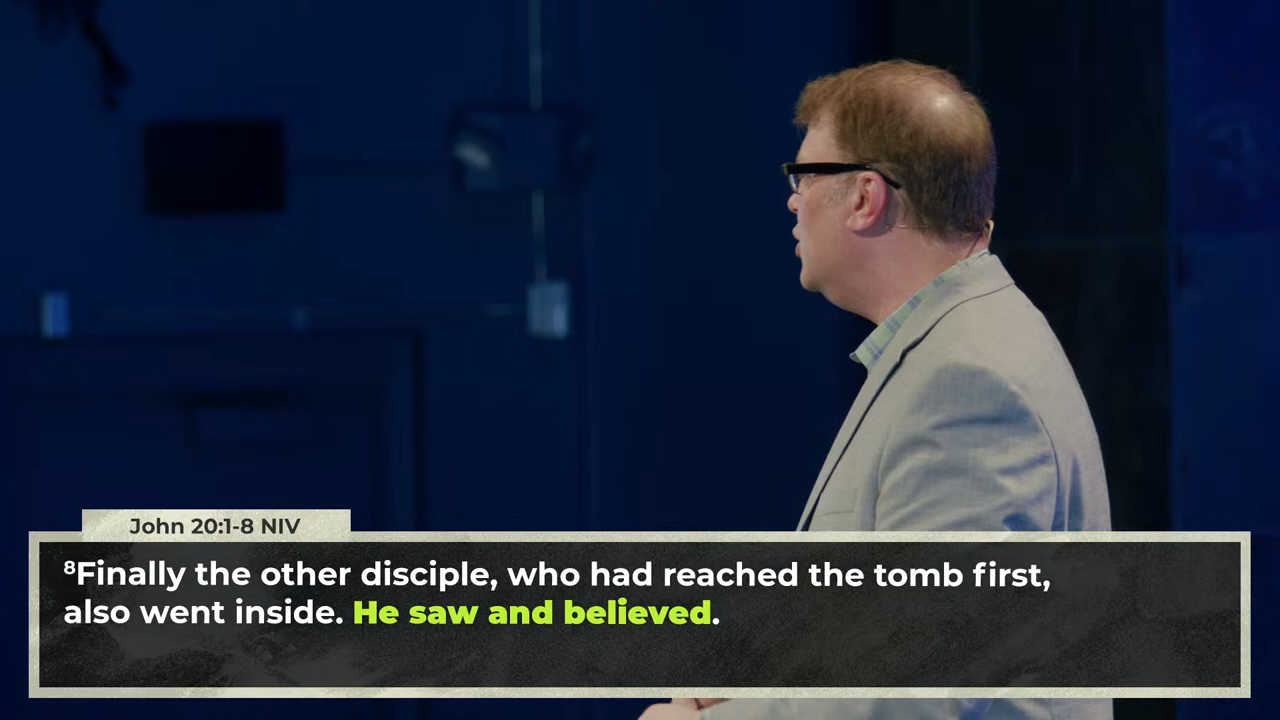 John 20:1-8 NIV
⁸Finally the other disciple, who had reached the tomb first,
also went inside. He saw and believed.